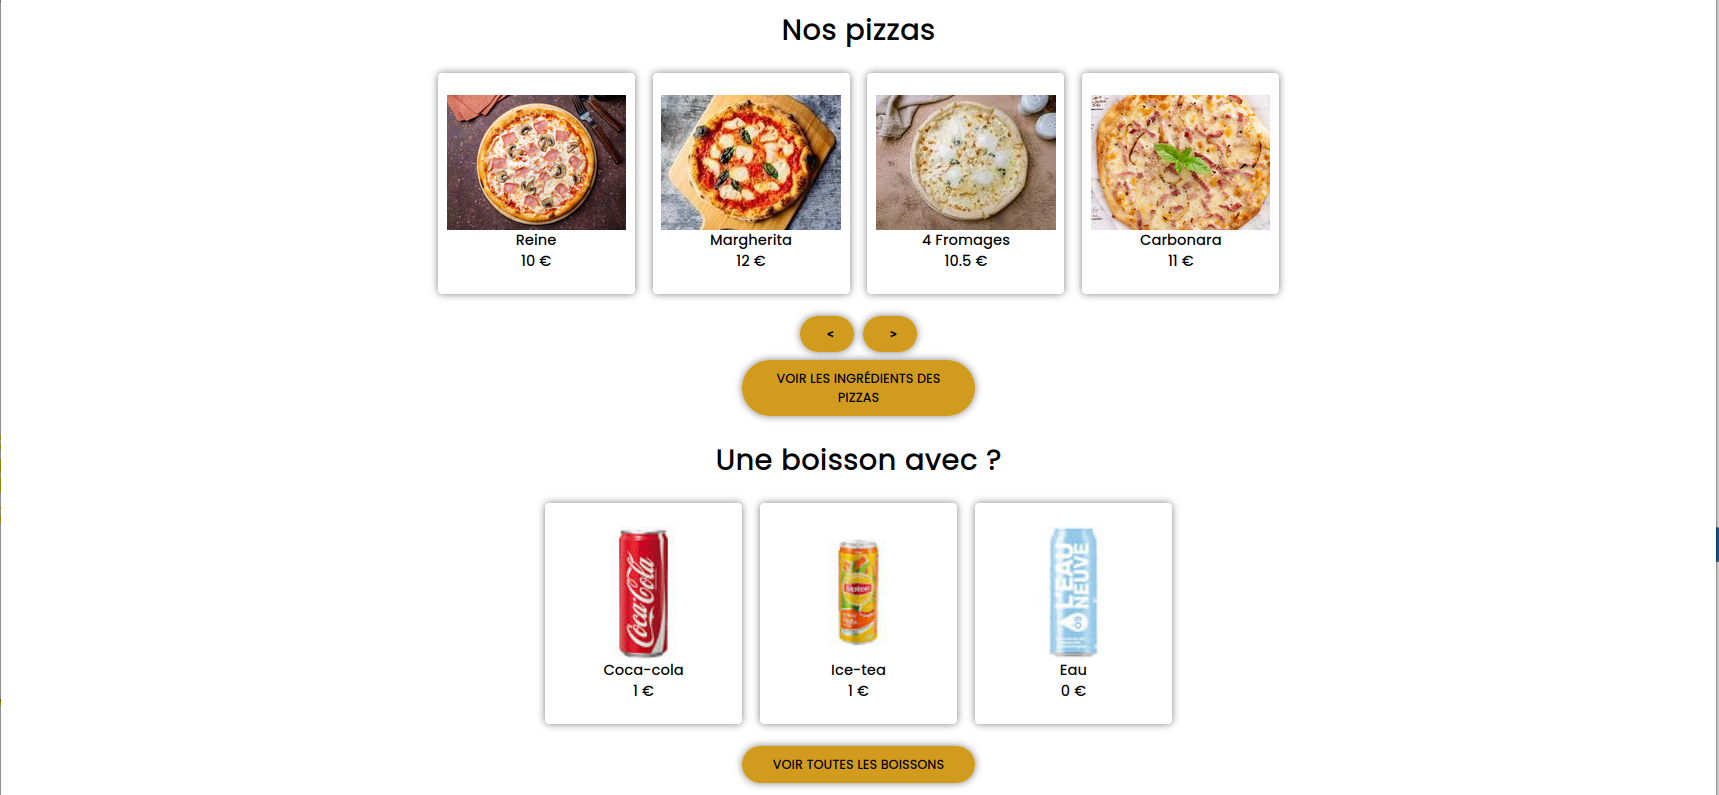 Nos pizzas
Reine
10 €
Margherita
12 €
4 Fromages
10.5 €
Carbonara
11 €
< >
VOIR LES INGRÉDIENTS DES
PIZZAS
Une boisson avec ?
Coca-Cola
Lipton
L'EAU
NEUVE
Coca-cola
1 €
Ice-tea
1 €
Eau
0 €
VOIR TOUTES LES BOISSONS